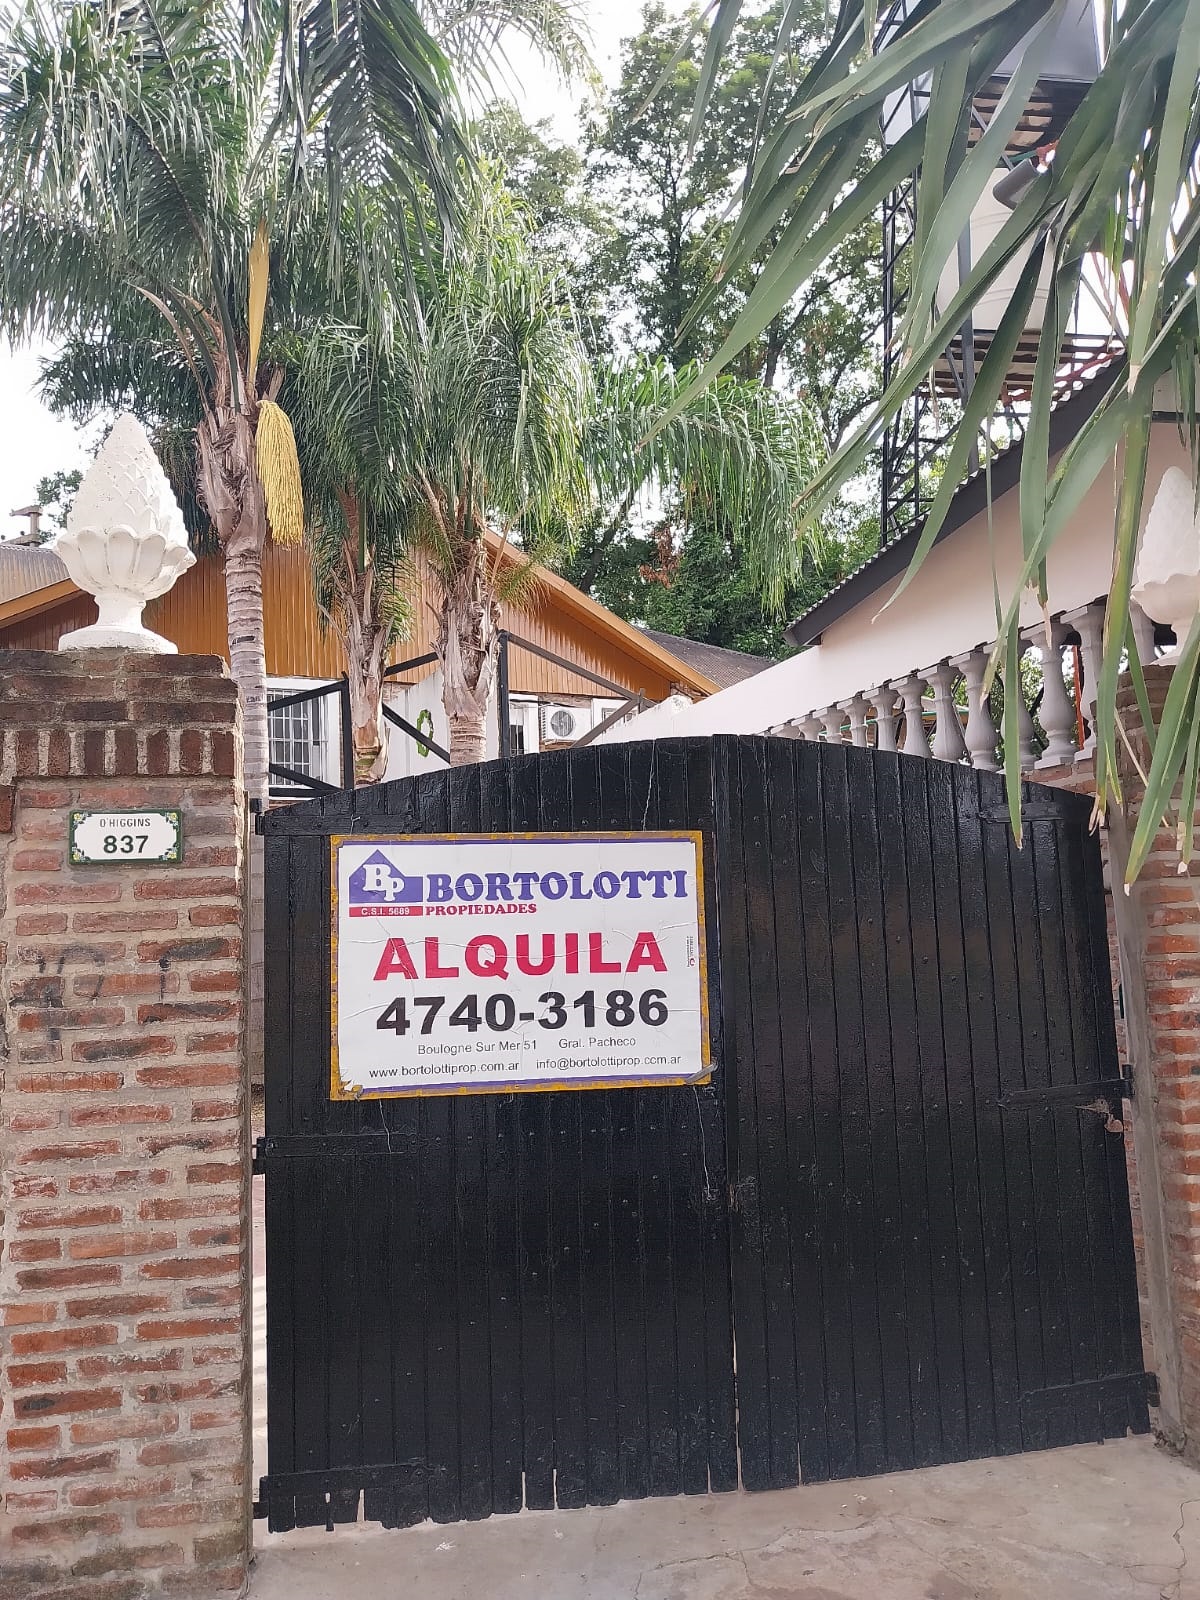 O'HIGGINS
837
BP
C.S.I. 5689
BORTOLOTTI
PROPIEDADES
ALQUILA
4740-3186
Boulogne Sur Mer 51 Gral. Pacheco
www.bortolottiprop.com.ar info@bortolottiprop.com.ar